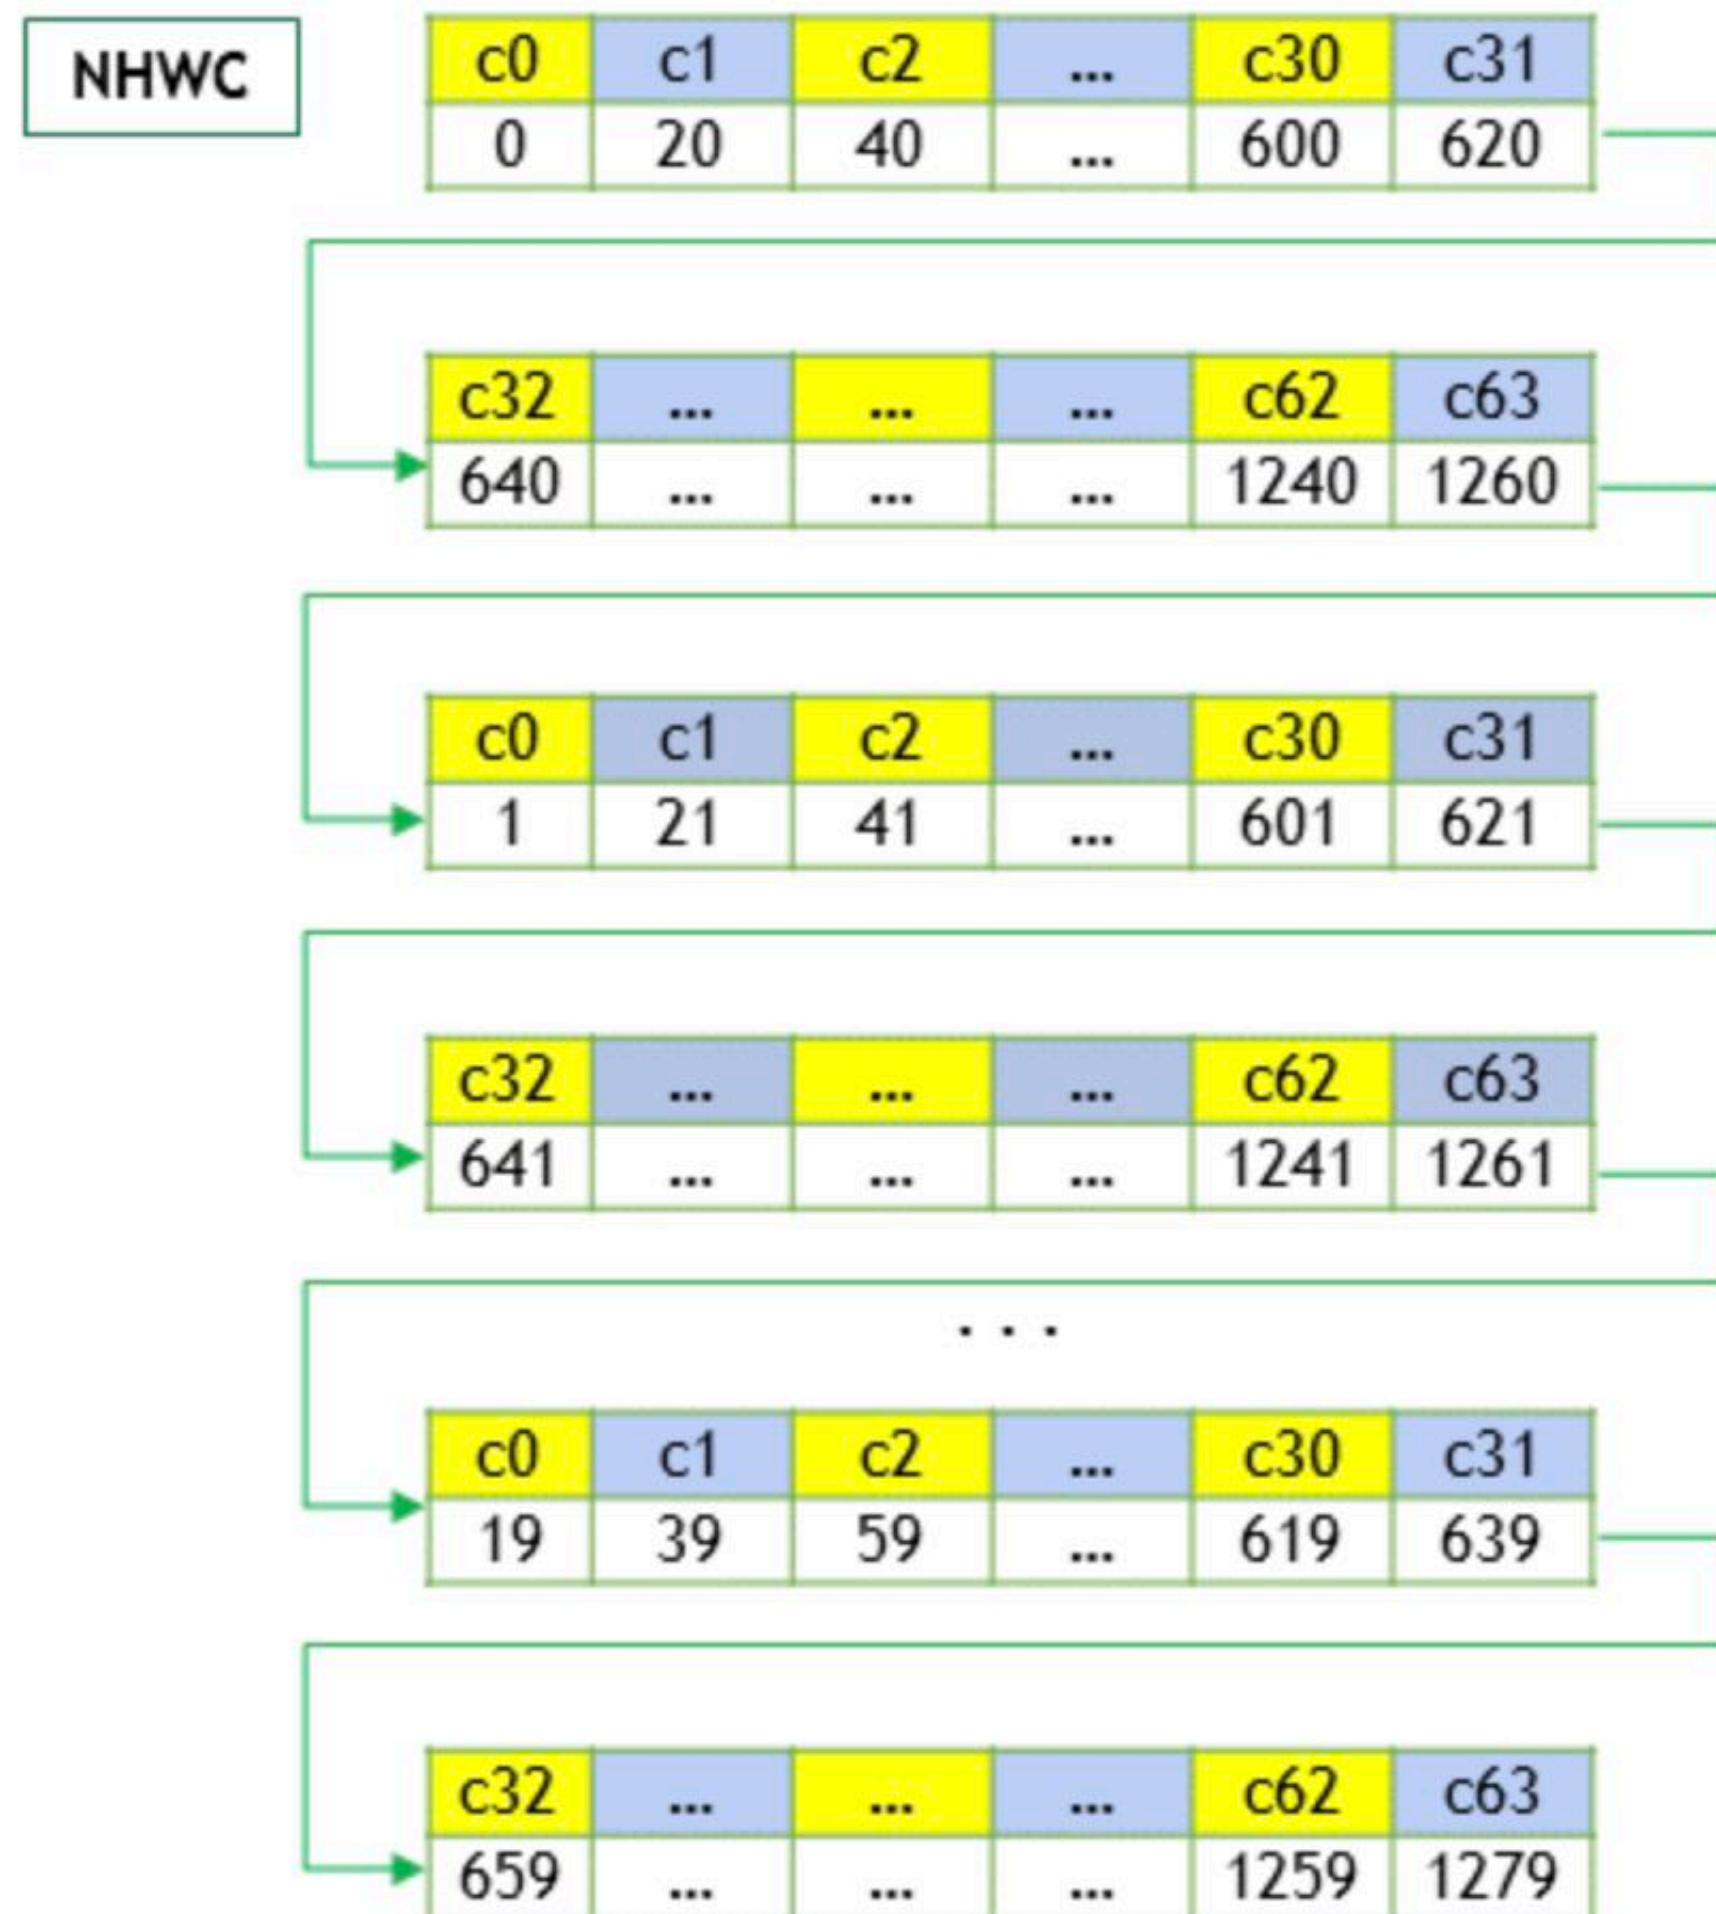 NHWC
c0 c1 c2 ... c30 c31
0 20 40 ... 600 620
c32 ... ... ... c62 c63
640 ... ... ... 1240 1260
c0 c1 c2 ... c30 c31
1 21 41 ... 601 621
c32 ... ... ... c62 c63
641 ... ... ... 1241 1261
. . .
c0 c1 c2 ... c30 c31
19 39 59 ... 619 639
c32 ... ... ... c62 c63
659 ... ... ... 1259 1279